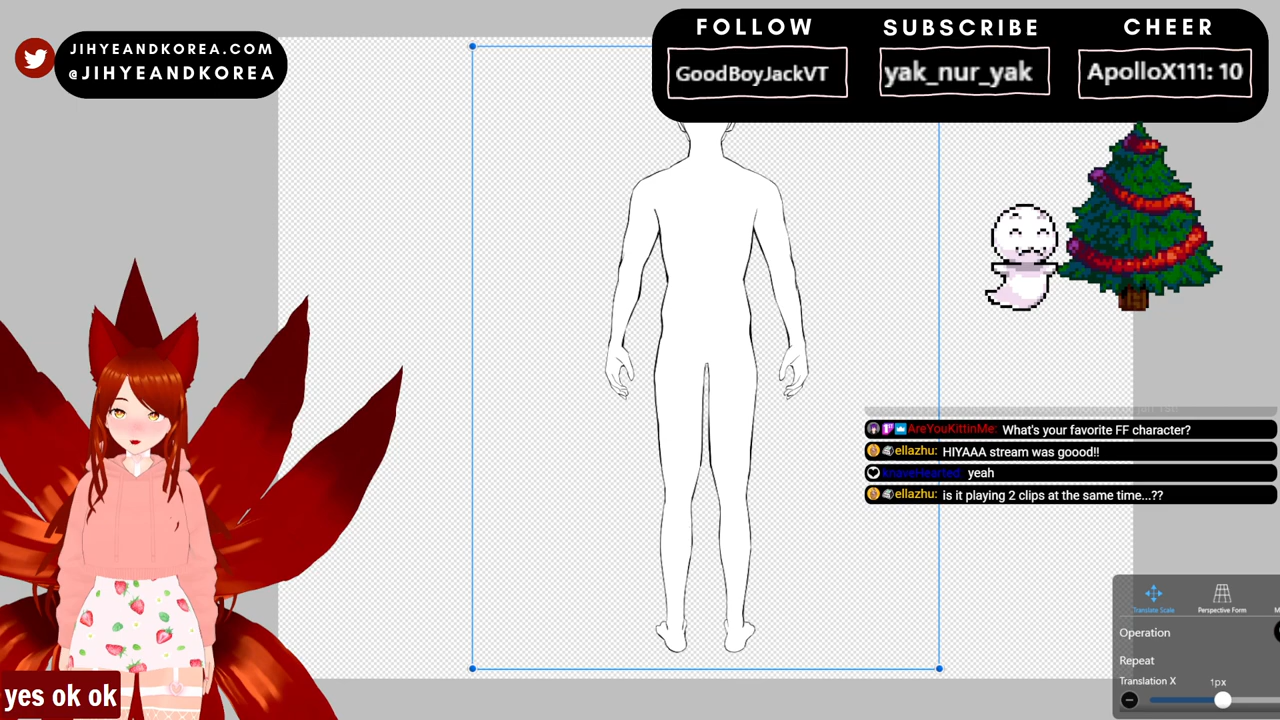 JIHYEANDKOREA.COM
@JIHYEANDKOREA
FOLLOW
SUBSCRIBE
CHEER
GoodBoyJackVT
yak_nur_yak
ApolloX111: 10
AreYouKittinMe: What's your favorite FF character?
ellazhu: HIYAAA stream was goood!!
knaveHearted: yeah
ellazhu: is it playing 2 clips at the same time...??
Translate Scale
Perspective Form
Operation
Repeat
Translation X
1px
yes ok ok